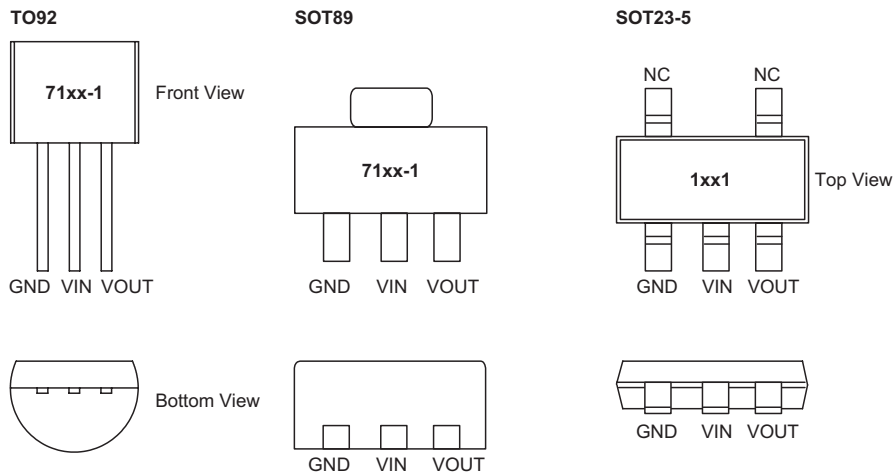 TO92
SOT89
SOT23-5
NC NC
71xx-1
Front View
71xx-1
1xx1
Top View
GND VIN VOUT
GND VIN VOUT
GND VIN VOUT
Bottom View
GND VIN VOUT
GND VIN VOUT